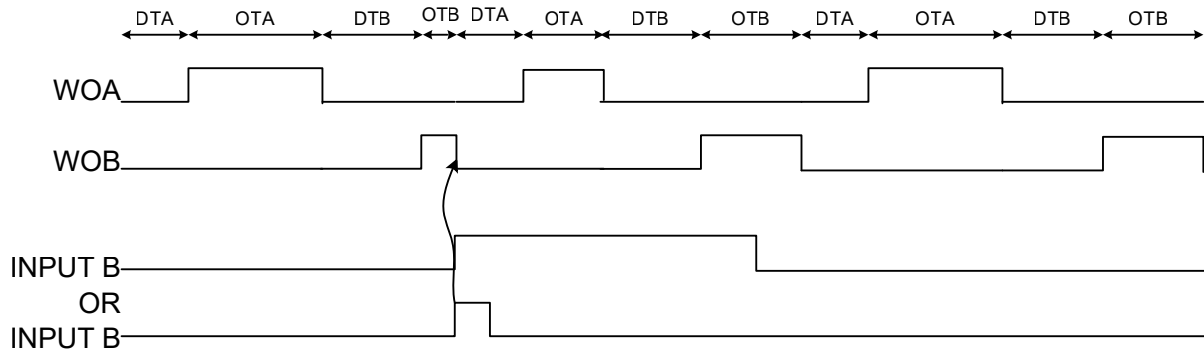 DTA OTA DTB OTB DTA OTA DTB OTB DTA OTA DTB OTB
WOA
WOB
INPUT B
OR
INPUT B